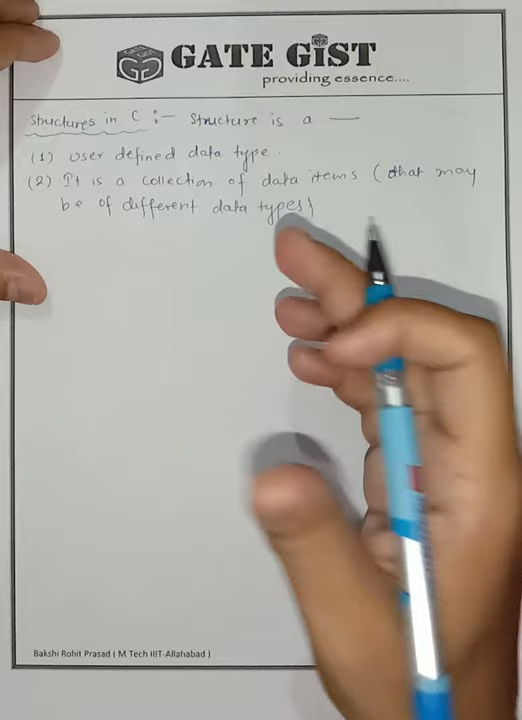 GATE GIST
providing essence....
Structures in C :- Structure is a —
(1) User defined data type.
(2) It is a collection of data items (that may
be of different data types)
Bakshi Rohit Prasad ( M Tech IIIT-Allahabad )